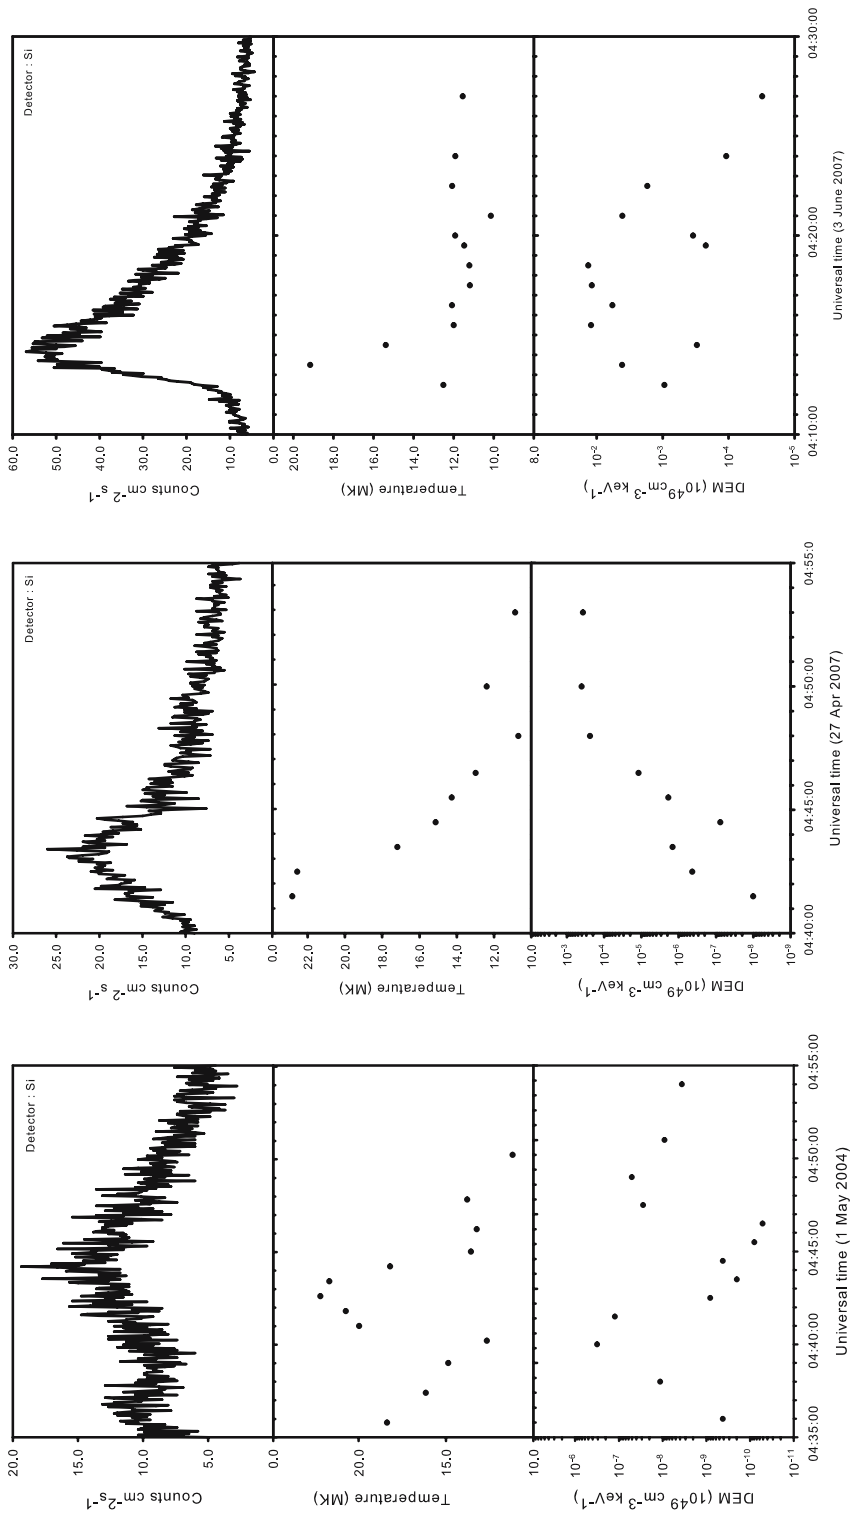 Detector : Si
20.0
15.0
10.0
5.0
0.0
Counts cm⁻²s⁻¹
20.0
15.0
10.0
Temperature (MK)
10⁻⁶
10⁻⁷
10⁻⁸
10⁻⁹
10⁻¹⁰
10⁻¹¹
DEM (10⁴⁹ cm⁻³ keV⁻¹)
04:35:00 04:40:00 04:45:00 04:50:00 04:55:00
Universal time (1 May 2004)
Detector : Si
30.0
25.0
20.0
15.0
10.0
5.0
0.0
Counts cm⁻²s⁻¹
22.0
20.0
18.0
16.0
14.0
12.0
10.0
Temperature (MK)
10⁻³
10⁻⁴
10⁻⁵
10⁻⁶
10⁻⁷
10⁻⁸
10⁻⁹
DEM (10⁴⁹ cm⁻³ keV⁻¹)
04:40:00 04:45:00 04:50:00 04:55:0
Universal time (27 Apr 2007)
Detector : Si
60.0
50.0
40.0
30.0
20.0
10.0
0.0
Counts cm⁻²s⁻¹
20.0
18.0
16.0
14.0
12.0
10.0
8.0
Temperature (MK)
10⁻²
10⁻³
10⁻⁴
10⁻⁵
DEM (10⁴⁹cm⁻³ keV⁻¹)
04:10:00 04:20:00 04:30:00
Universal time (3 June 2007)